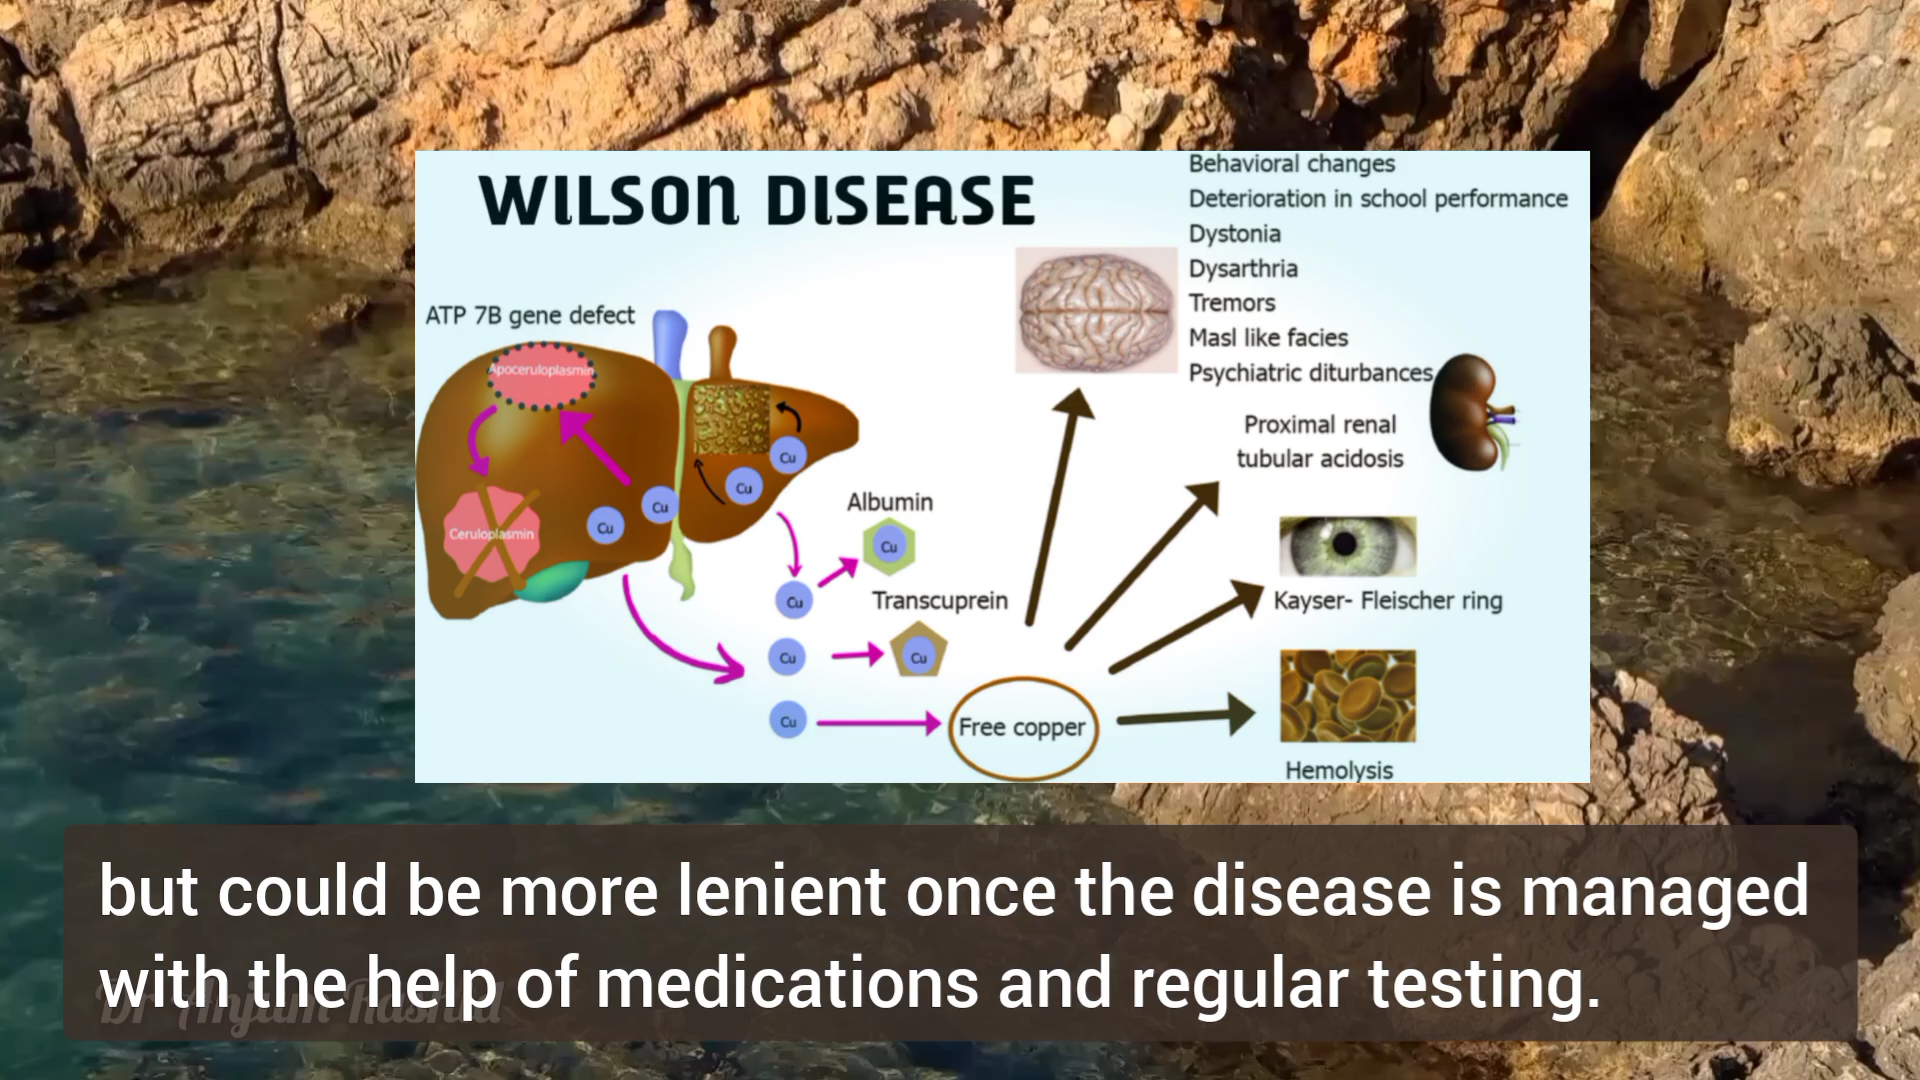 WILSON DISEASE
Behavioral changes
Deterioration in school performance
Dystonia
Dysarthria
Tremors
Masl like facies
Psychiatric diturbances
ATP 7B gene defect
Apoceruloplasmin
Ceruloplasmin
Cu
Cu
Cu
Cu
Proximal renal
tubular acidosis
Albumin
Cu
Cu
Transcuprein
Cu
Cu
Cu
Free copper
Kayser- Fleischer ring
Hemolysis
but could be more lenient once the disease is managed
with the help of medications and regular testing.
Dr Anjum Rashid